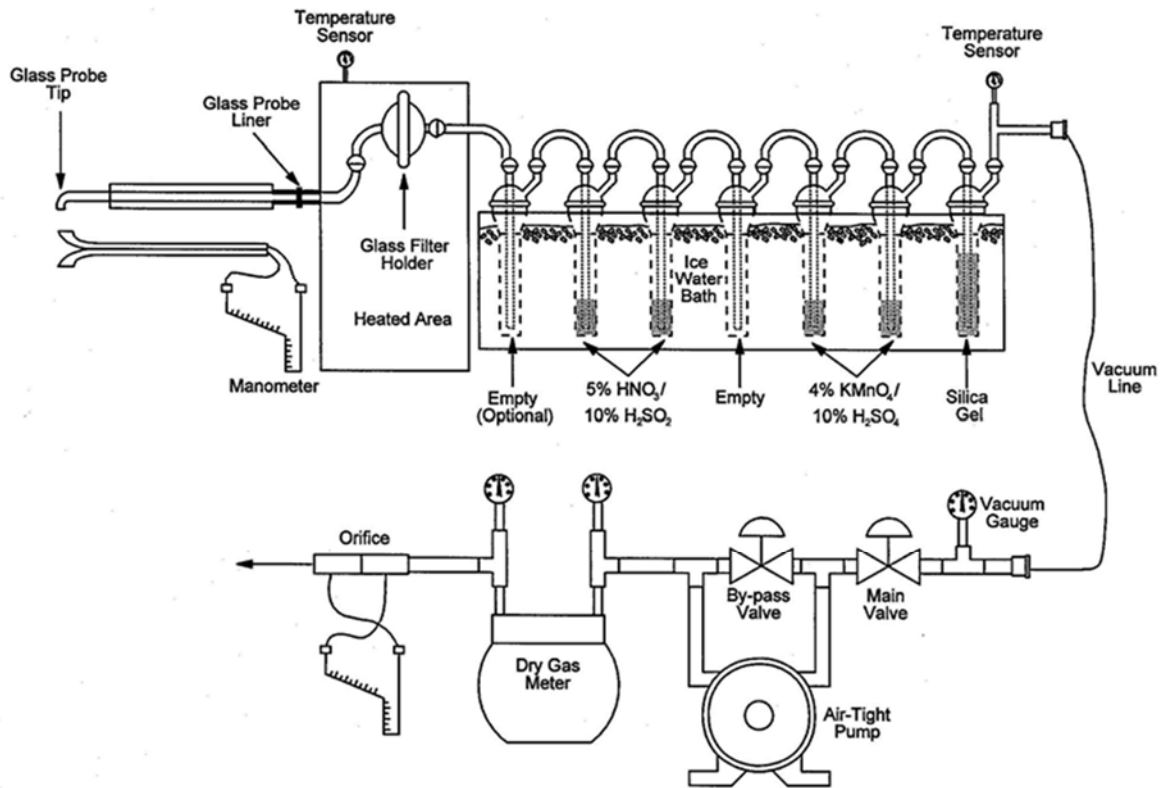 Temperature
Sensor
Temperature
Sensor
Glass Probe
Tip
Glass Probe
Liner
Glass Filter
Holder
Heated Area
Manometer
Ice
Water
Bath
Empty
(Optional)
5% HNO₃/
10% H₂SO₂
Empty
4% KMnO₄/
10% H₂SO₄
Silica
Gel
Vacuum
Line
Vacuum
Gauge
Orifice
By-pass
Valve
Main
Valve
Dry Gas
Meter
Air-Tight
Pump